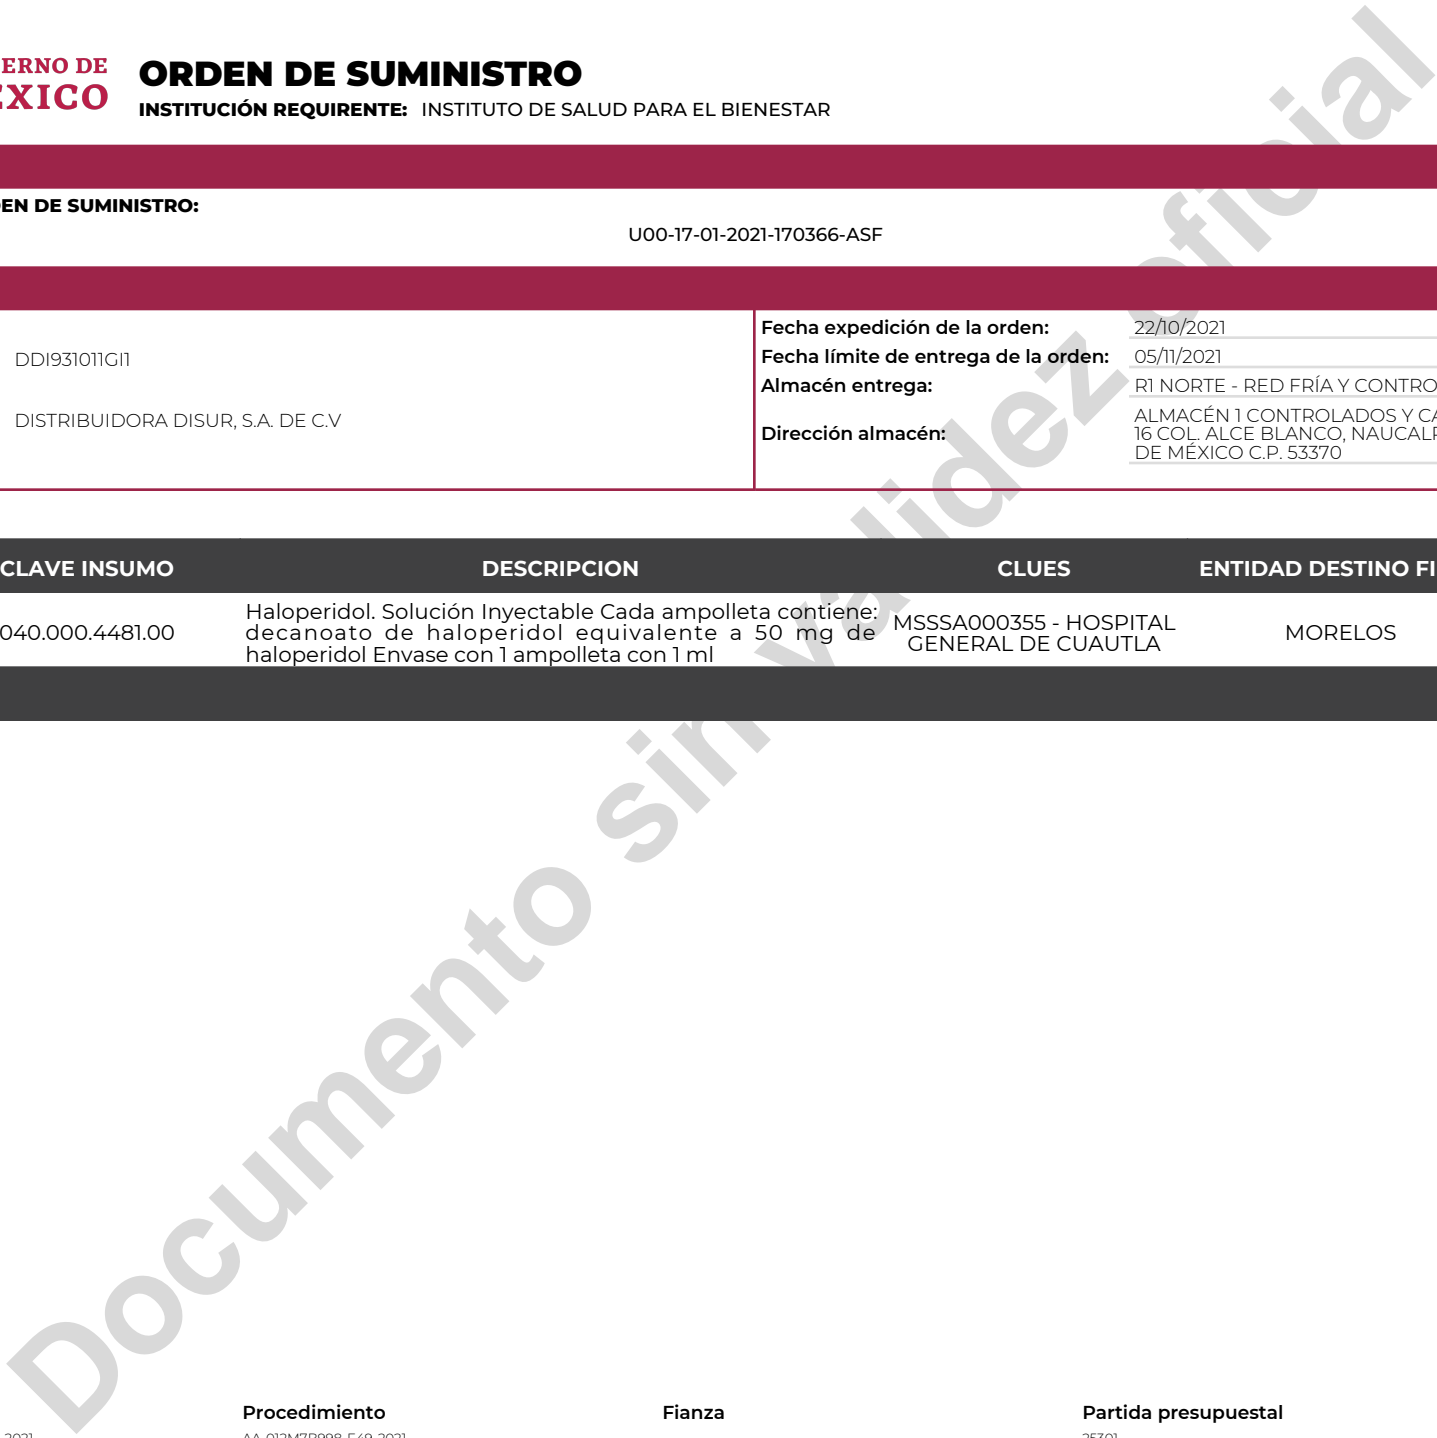 ERNO DE
ORDEN DE SUMINISTRO
INSTITUCIÓN REQUIRENTE: INSTITUTO DE SALUD PARA EL BIENESTAR
EN DE SUMINISTRO:
U00-17-01-2021-170366-ASF
DDI931011GI1
DISTRIBUIDORA DISUR, S.A. DE C.V
Fecha expedición de la orden: 22/10/2021
Fecha límite de entrega de la orden: 05/11/2021
Almacén entrega: R1 NORTE - RED FRÍA Y CONTRO
Dirección almacén: ALMACÉN 1 CONTROLADOS Y CA
16 COL. ALCE BLANCO, NAUCALP
DE MÉXICO C.P. 53370
CLAVE INSUMO DESCRIPCION CLUES ENTIDAD DESTINO FI
040.000.4481.00
Haloperidol. Solución Inyectable Cada ampolleta contiene:
decanoato de haloperidol equivalente a 50 mg de
haloperidol Envase con 1 ampolleta con 1 ml
MSSSA000355 - HOSPITAL
GENERAL DE CUAUTLA
MORELOS
Procedimiento Fianza Partida presupuestal
Documento sin validez oficial